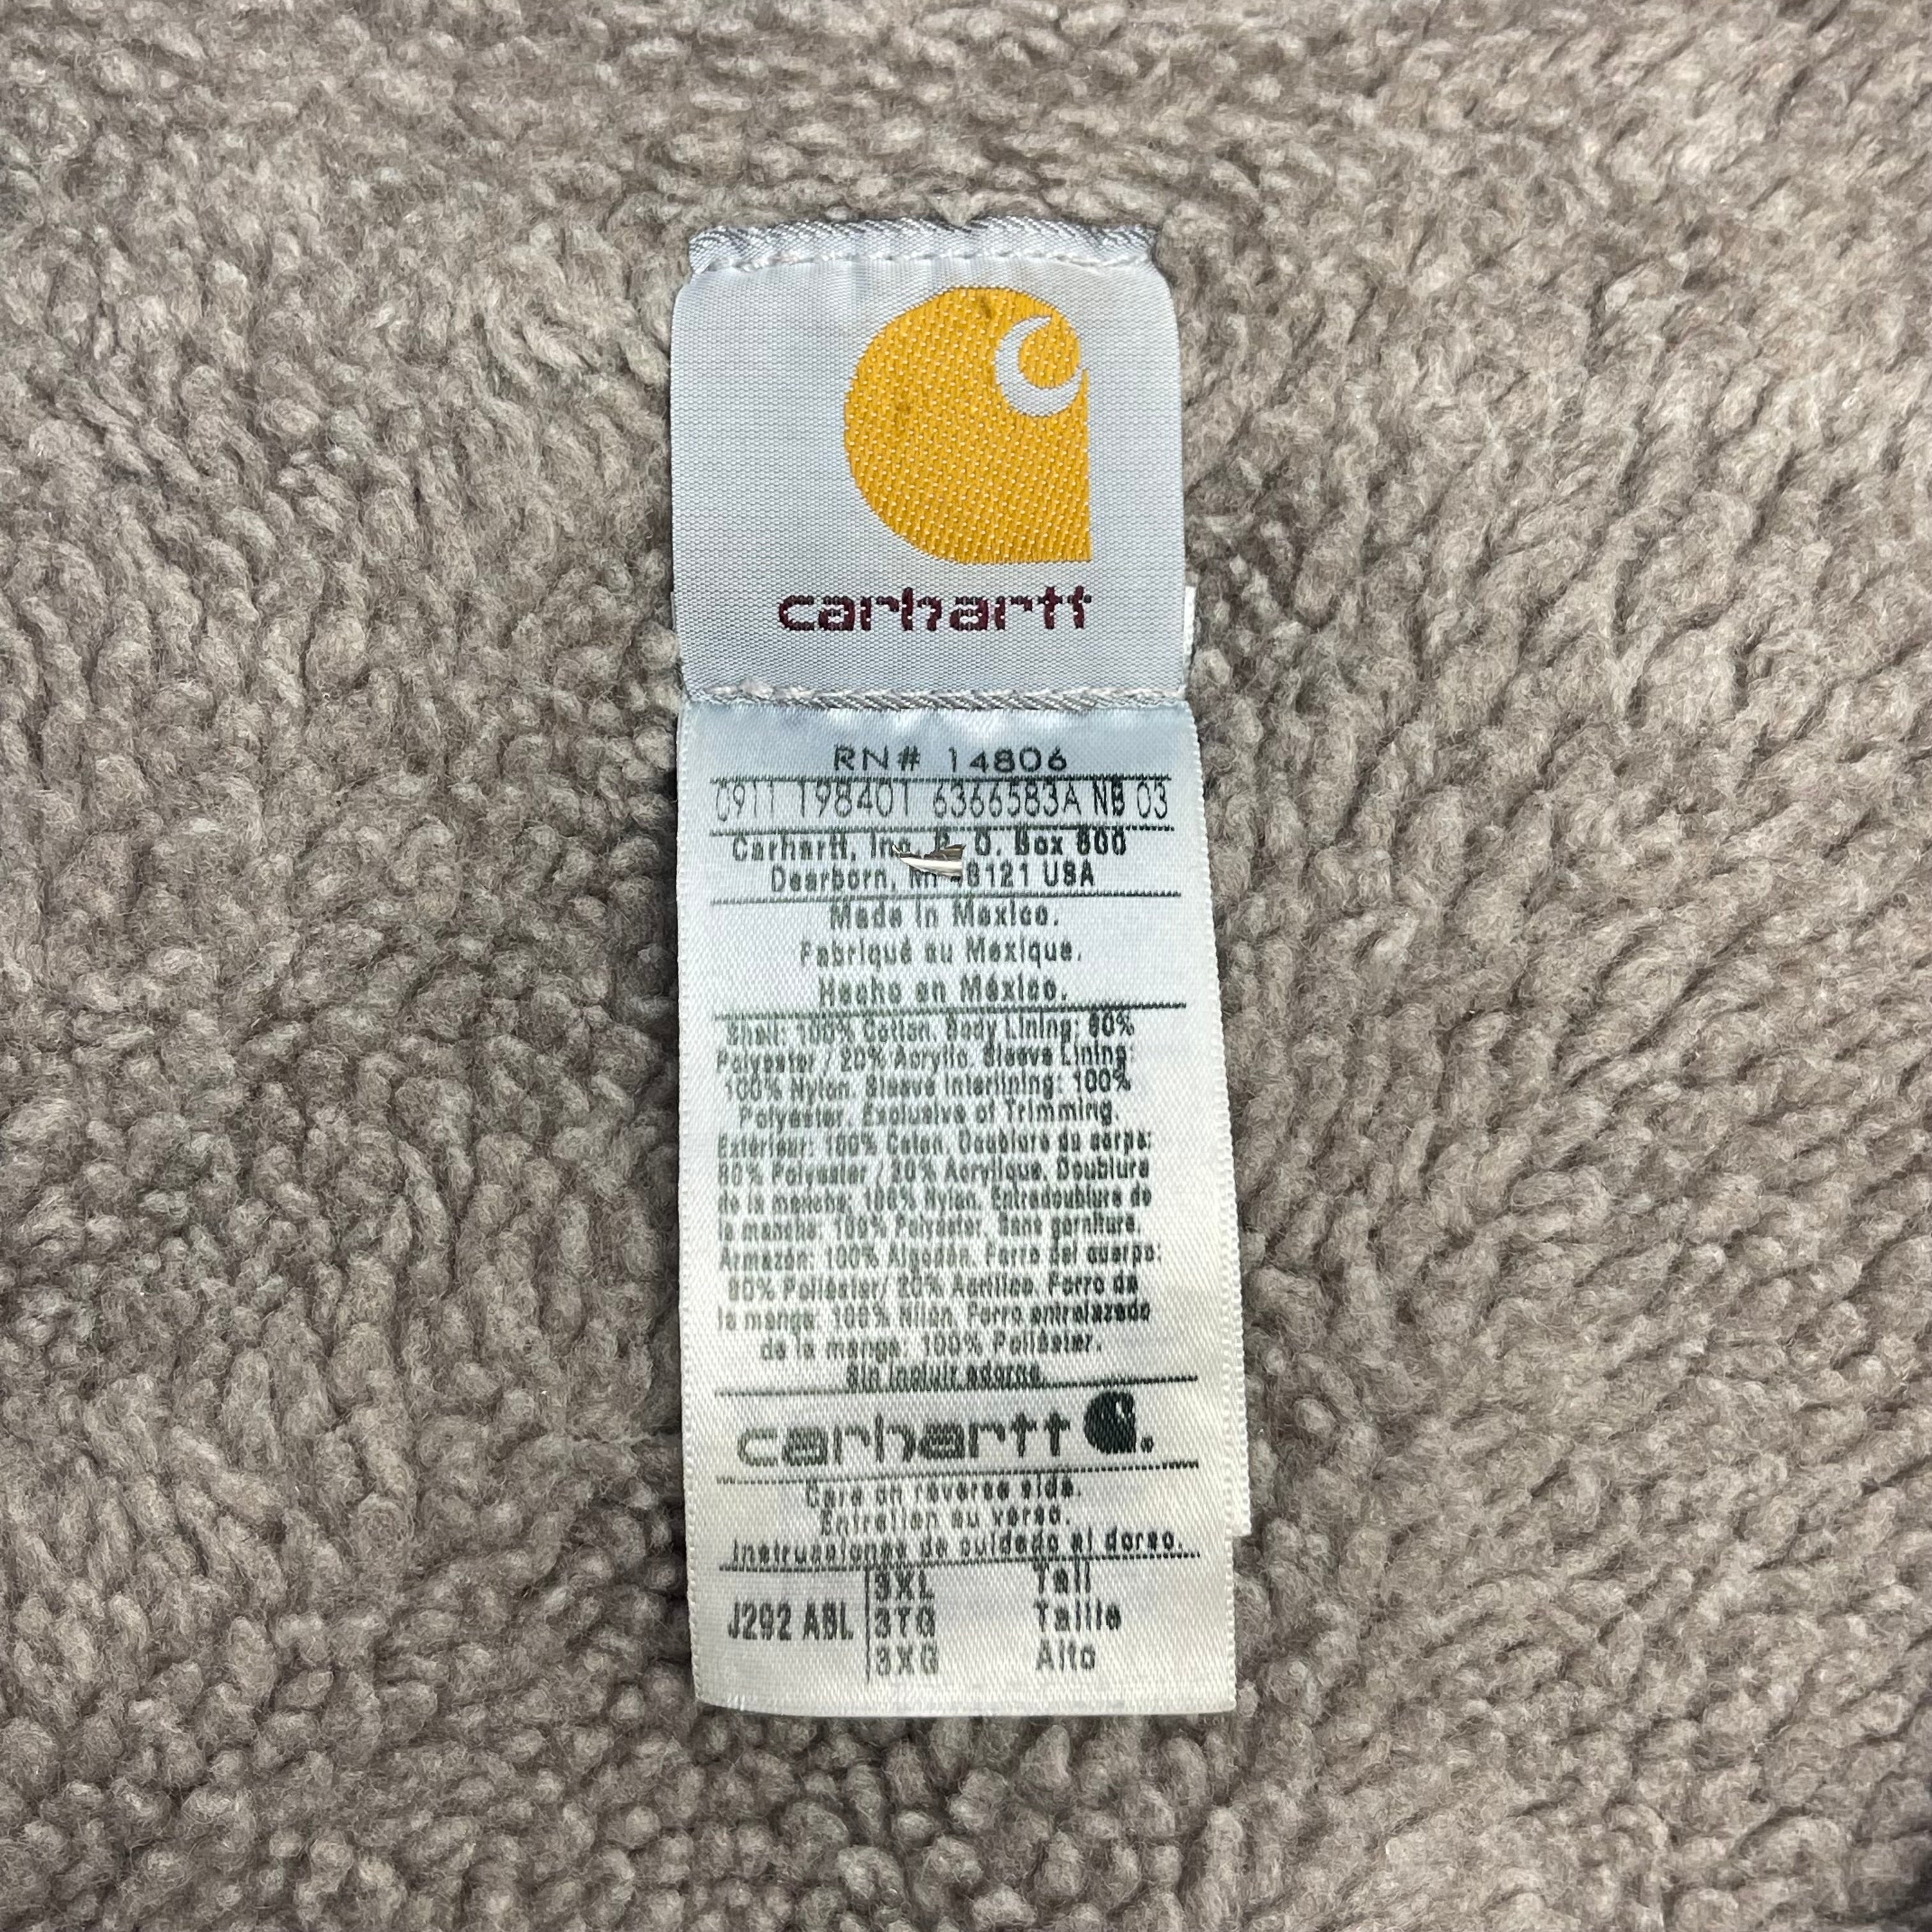 carhartt
RN# 14806
0911 198401 6366583A NB 03
Carhartt, Inc. P. O. Box 600
Dearborn, MI 48121 USA
Made in Mexico.
Fabriqué au Mexique.
Hecho en México.
Shell: 100% Cotton. Body Lining: 80%
Polyester / 20% Acrylic. Sleeve Lining:
100% Nylon. Sleeve Interlining: 100%
Polyester. Exclusive of Trimming.
Extérieur: 100% Coton. Doublure du corps:
80% Polyester / 20% Acrylique. Doublure
de la manche: 100% Nylon. Entredoublure de
la manche: 100% Polyester. Sans garniture.
Armazón: 100% Algodón. Forro del cuerpo:
80% Poliéster/ 20% Acrílico. Forro de
la manga: 100% Nilon. Forro entrelazado
de la manga: 100% Poliéster.
Sin incluir adorno.
carhartt
Care on reverse side.
Entretien au verso.
Instrucciones de cuidado al dorso.
J292 ABL 3XL Tall
3TG Taille
3XG Alto